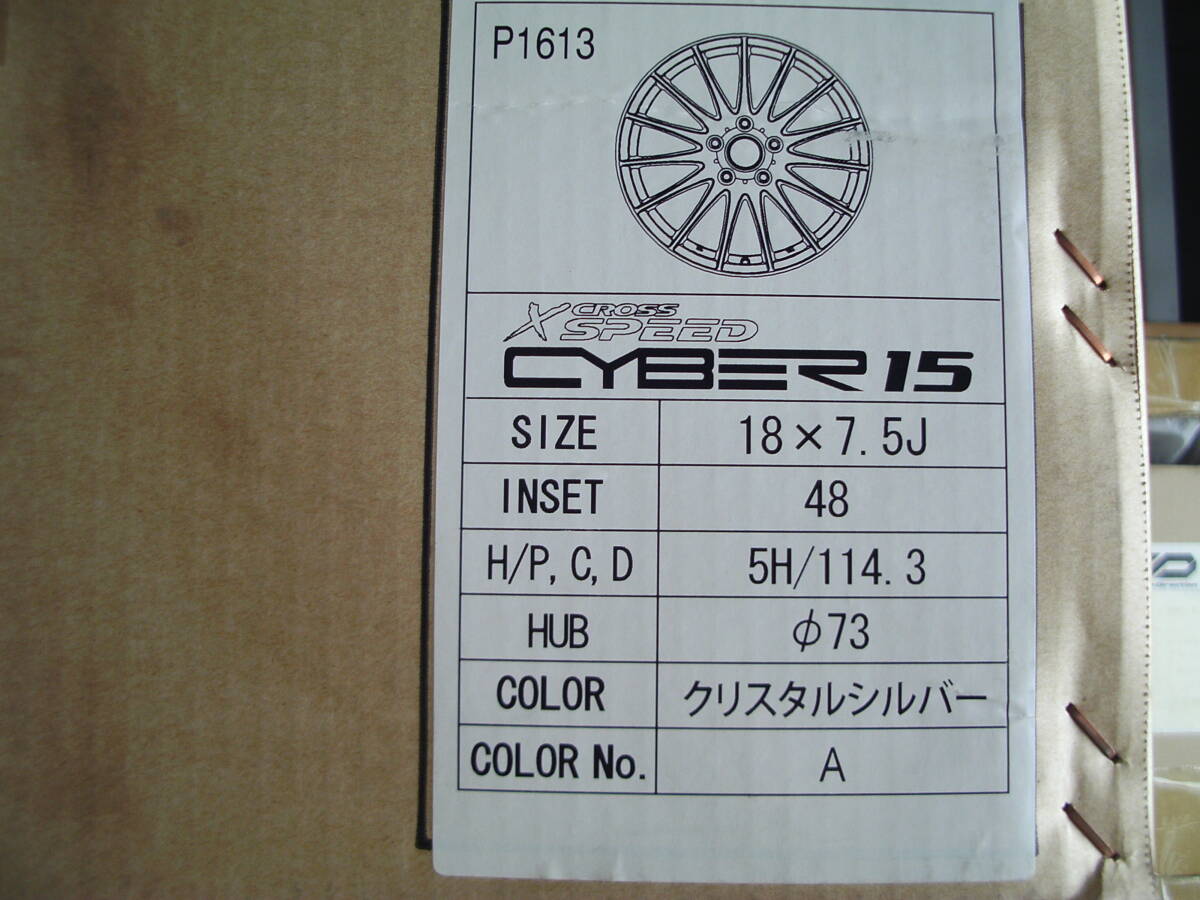 P1613
X CROSS
SPEED
CYBER 15
SIZE 18×7.5J
INSET 48
H/P,C,D 5H/114.3
HUB φ73
COLOR クリスタルシルバー
COLOR No. A